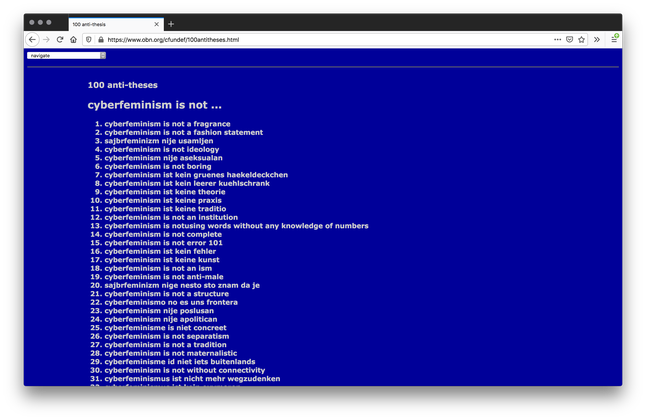 100 anti-thesis
https://www.obn.org/cfundef/100antitheses.html
navigate
100 anti-theses
cyberfeminism is not ...
1. cyberfeminism is not a fragrance
2. cyberfeminism is not a fashion statement
3. sajbrfeminizm nije usamljen
4. cyberfeminism is not ideology
5. cyberfeminism nije aseksualan
6. cyberfeminism is not boring
7. cyberfeminism ist kein gruenes haekeldeckchen
8. cyberfeminism ist kein leerer kuehlschrank
9. cyberfeminism ist keine theorie
10. cyberfeminism ist keine praxis
11. cyberfeminism ist keine traditio
12. cyberfeminism is not an institution
13. cyberfeminism is notusing words without any knowledge of numbers
14. cyberfeminism is not complete
15. cyberfeminism is not error 101
16. cyberfeminism ist kein fehler
17. cyberfeminism ist keine kunst
18. cyberfeminism is not an ism
19. cyberfeminism is not anti-male
20. sajbrfeminizm nige nesto sto znam da je
21. cyberfeminism is not a structure
22. cyberfeminismo no es uns frontera
23. cyberfeminism nije poslusan
24. cyberfeminism nije apolitican
25. cyberfeminisme is niet concreet
26. cyberfeminism is not separatism
27. cyberfeminism is not a tradition
28. cyberfeminism is not maternalistic
29. cyberfeminisme id niet iets buitenlands
30. cyberfeminism is not without connectivity
31. cyberfeminismus ist nicht mehr wegzudenken